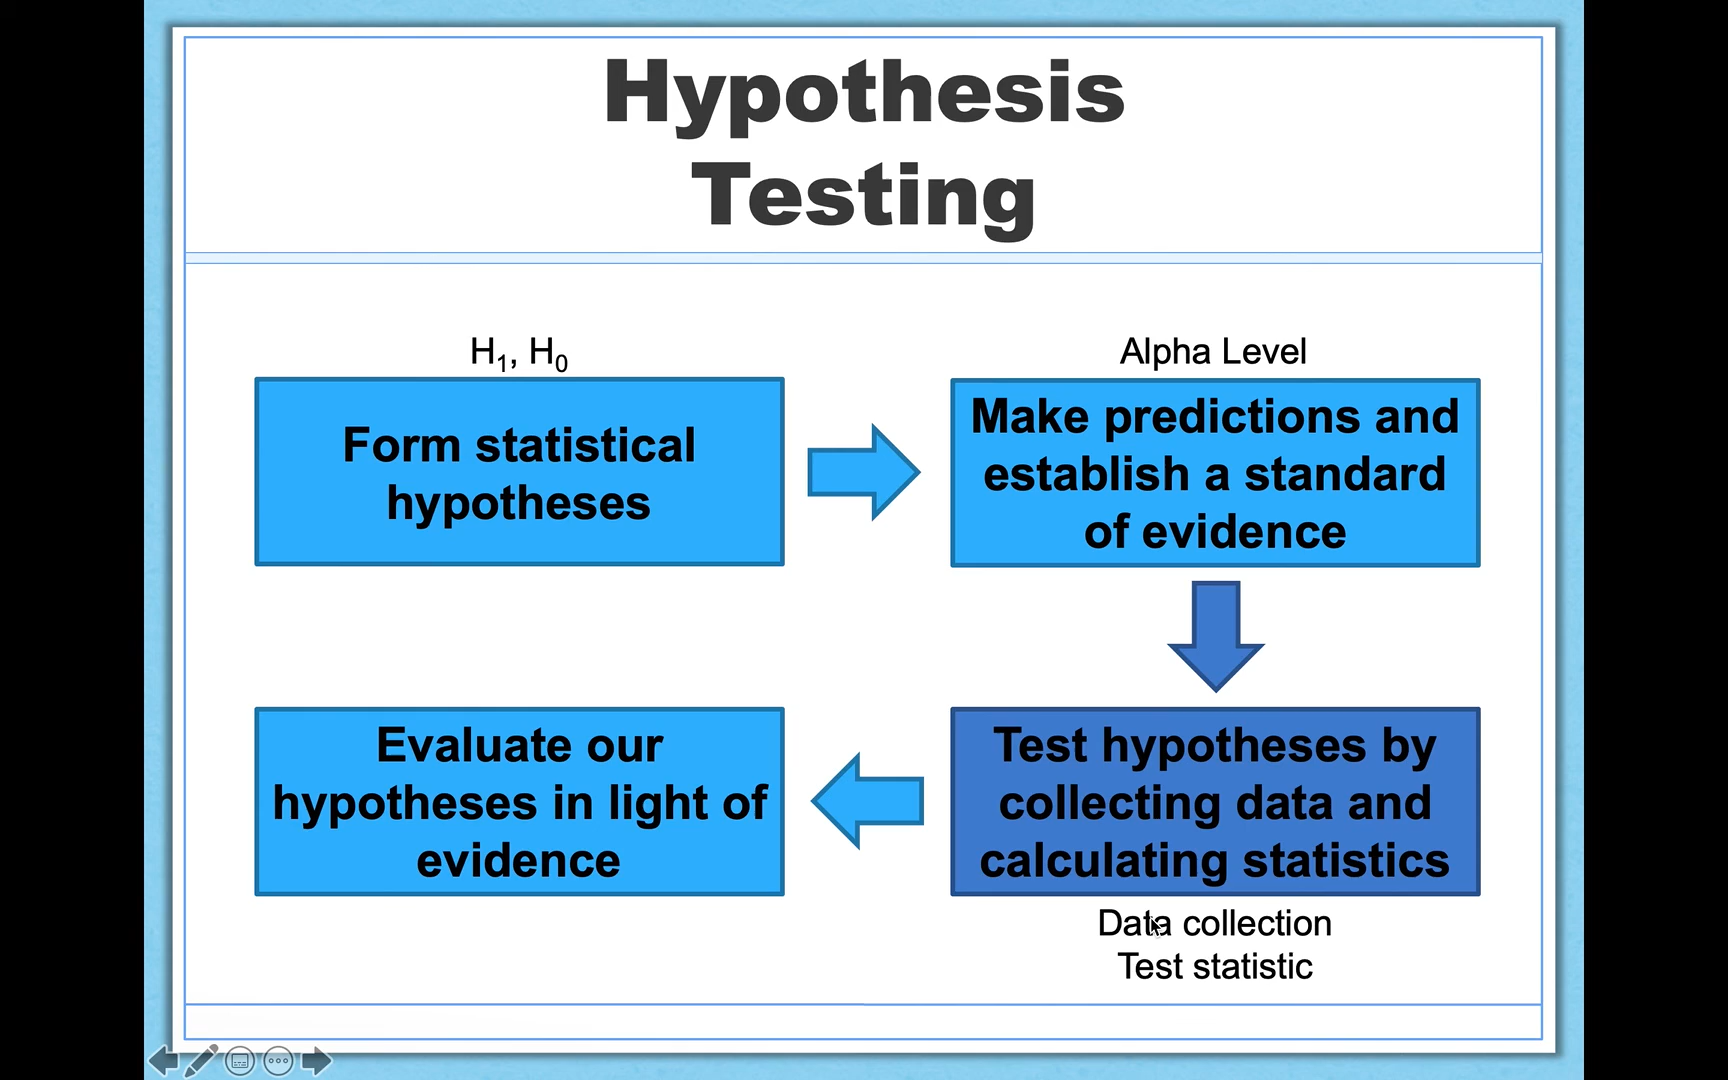 Hypothesis
Testing
H₁, H₀
Alpha Level
Form statistical
hypotheses
Make predictions and
establish a standard
of evidence
Evaluate our
hypotheses in light of
evidence
Test hypotheses by
collecting data and
calculating statistics
Data collection
Test statistic